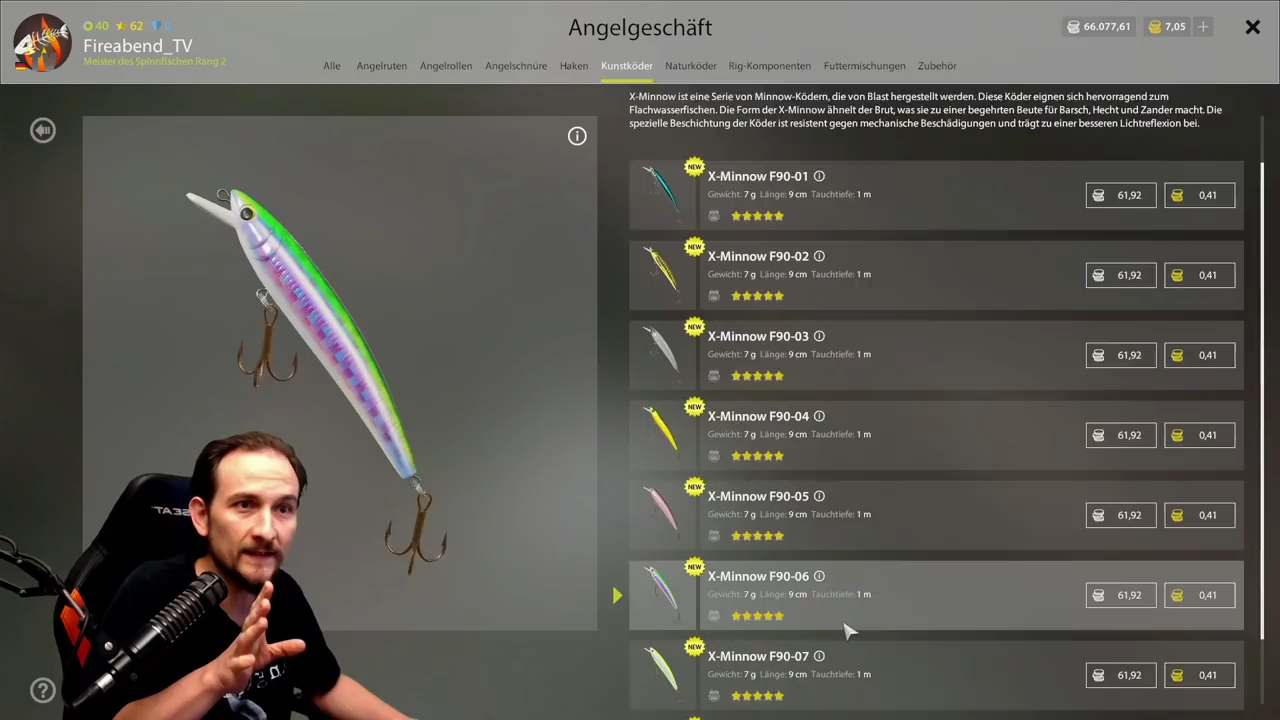 40 62 0
Fireabend_TV
Meister des Spinnfischen Rang 2
Angelgeschäft
66.077,61 7,05 +
Alle Angelruten Angelrollen Angelschnüre Haken Kunstköder Naturköder Rig-Komponenten Futtermischungen Zubehör
X-Minnow ist eine Serie von Minnow-Ködern, die von Blast hergestellt werden. Diese Köder eignen sich hervorragend zum
Flachwasserfischen. Die Form der X-Minnow ähnelt der Brut, was sie zu einer begehrten Beute für Barsch, Hecht und Zander macht. Die
spezielle Beschichtung der Köder ist resistent gegen mechanische Beschädigungen und trägt zu einer besseren Lichtreflexion bei.
NEW
X-Minnow F90-01
Gewicht: 7 g Länge: 9 cm Tauchtiefe: 1 m
61,92 0,41
NEW
X-Minnow F90-02
Gewicht: 7 g Länge: 9 cm Tauchtiefe: 1 m
61,92 0,41
NEW
X-Minnow F90-03
Gewicht: 7 g Länge: 9 cm Tauchtiefe: 1 m
61,92 0,41
NEW
X-Minnow F90-04
Gewicht: 7 g Länge: 9 cm Tauchtiefe: 1 m
61,92 0,41
NEW
X-Minnow F90-05
Gewicht: 7 g Länge: 9 cm Tauchtiefe: 1 m
61,92 0,41
NEW
X-Minnow F90-06
Gewicht: 7 g Länge: 9 cm Tauchtiefe: 1 m
61,92 0,41
NEW
X-Minnow F90-07
Gewicht: 7 g Länge: 9 cm Tauchtiefe: 1 m
61,92 0,41
?